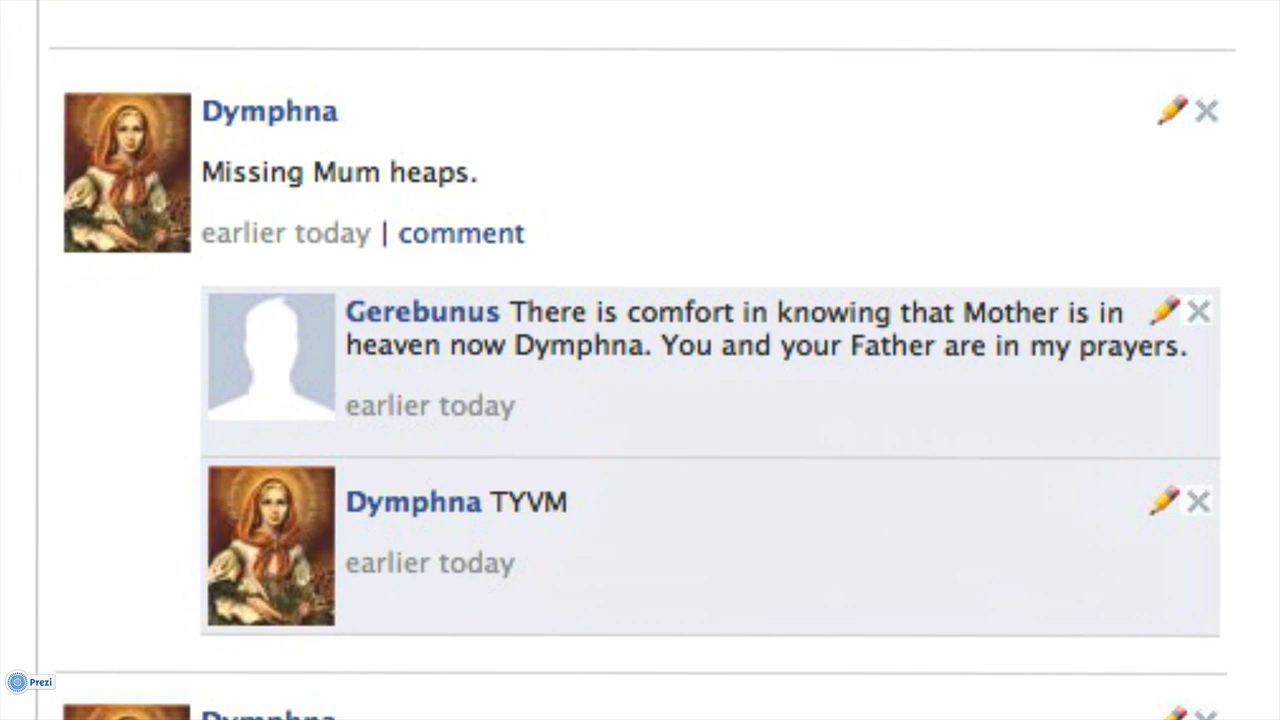 Dymphna
Missing Mum heaps.
earlier today | comment
Gerebunus There is comfort in knowing that Mother is in
heaven now Dymphna. You and your Father are in my prayers.
earlier today
Dymphna TYVM
earlier today
Prezi
Dymphna